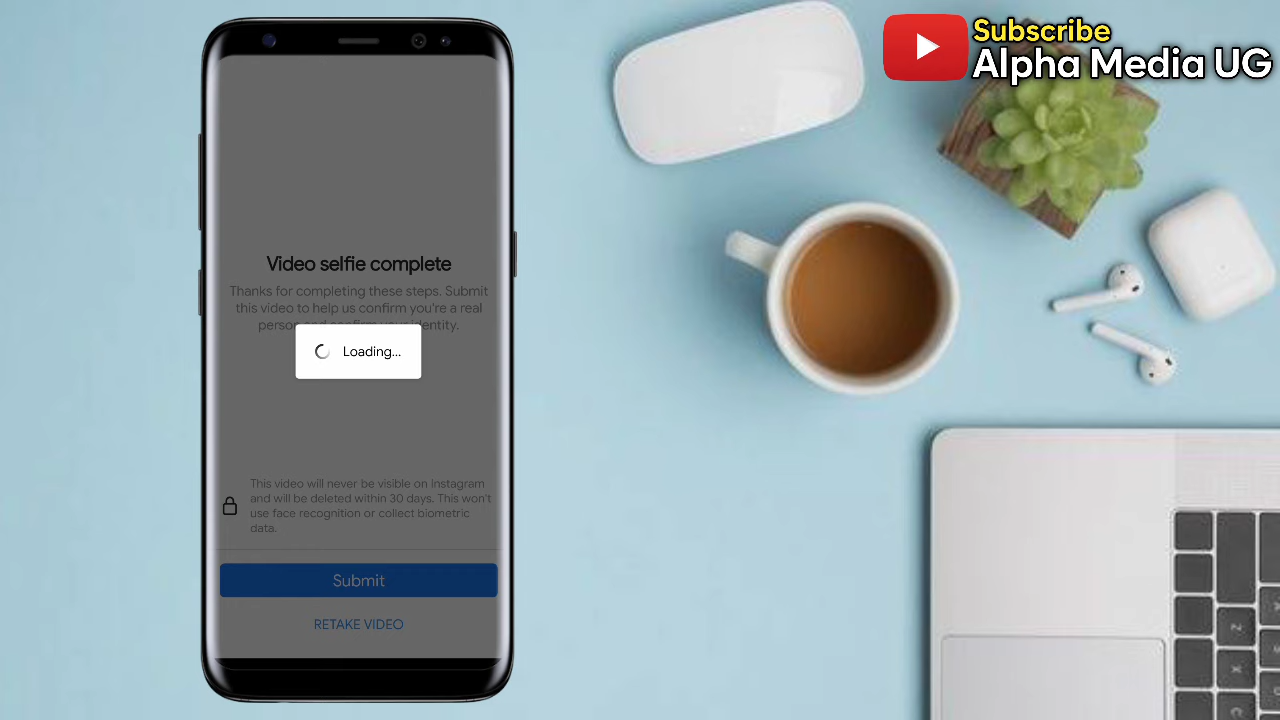 Subscribe
Alpha Media UG
Video selfie complete
Thanks for completing these steps. Submit
this video to help us confirm you're a real
person and confirm your identity.
Loading...
This video will never be visible on Instagram
and will be deleted within 30 days. This won't
use face recognition or collect biometric
data.
Submit
RETAKE VIDEO
Z
X